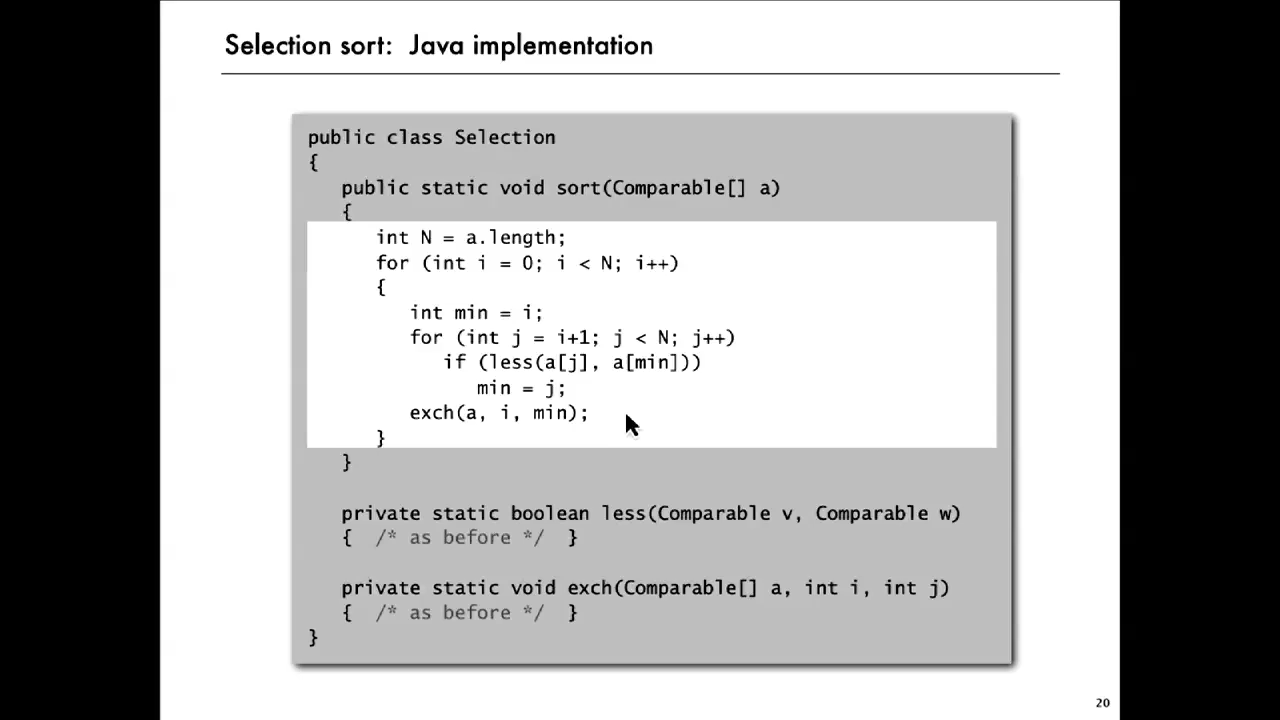 Selection sort: Java implementation
public class Selection
{
public static void sort(Comparable[] a)
{
int N = a.length;
for (int i = 0; i < N; i++)
{
int min = i;
for (int j = i+1; j < N; j++)
if (less(a[j], a[min]))
min = j;
exch(a, i, min);
}
}
private static boolean less(Comparable v, Comparable w)
{ /* as before */ }
private static void exch(Comparable[] a, int i, int j)
{ /* as before */ }
}
20